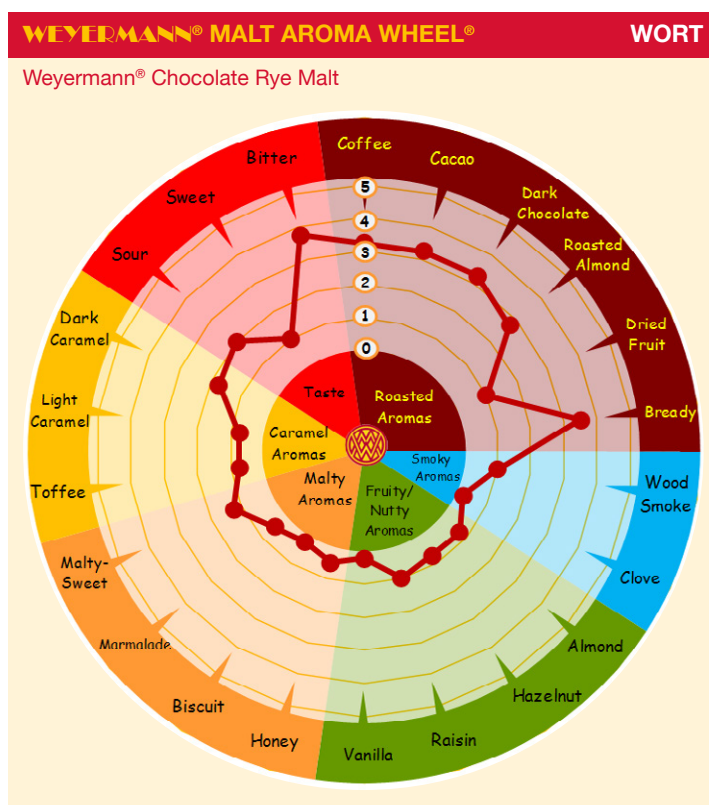 WEYERMANN® MALT AROMA WHEEL®
WORT
Weyermann® Chocolate Rye Malt
Coffee
Cacao
Dark
Chocolate
Roasted
Almond
Dried
Fruit
Bready
Wood
Smoke
Clove
Almond
Hazelnut
Raisin
Vanilla
Honey
Biscuit
Marmalade
Malty-
Sweet
Toffee
Light
Caramel
Dark
Caramel
Sour
Sweet
Bitter
5
4
3
2
1
0
Taste
Roasted
Aromas
Caramel
Aromas
Smoky
Aromas
Malty
Aromas
Fruity/
Nutty
Aromas